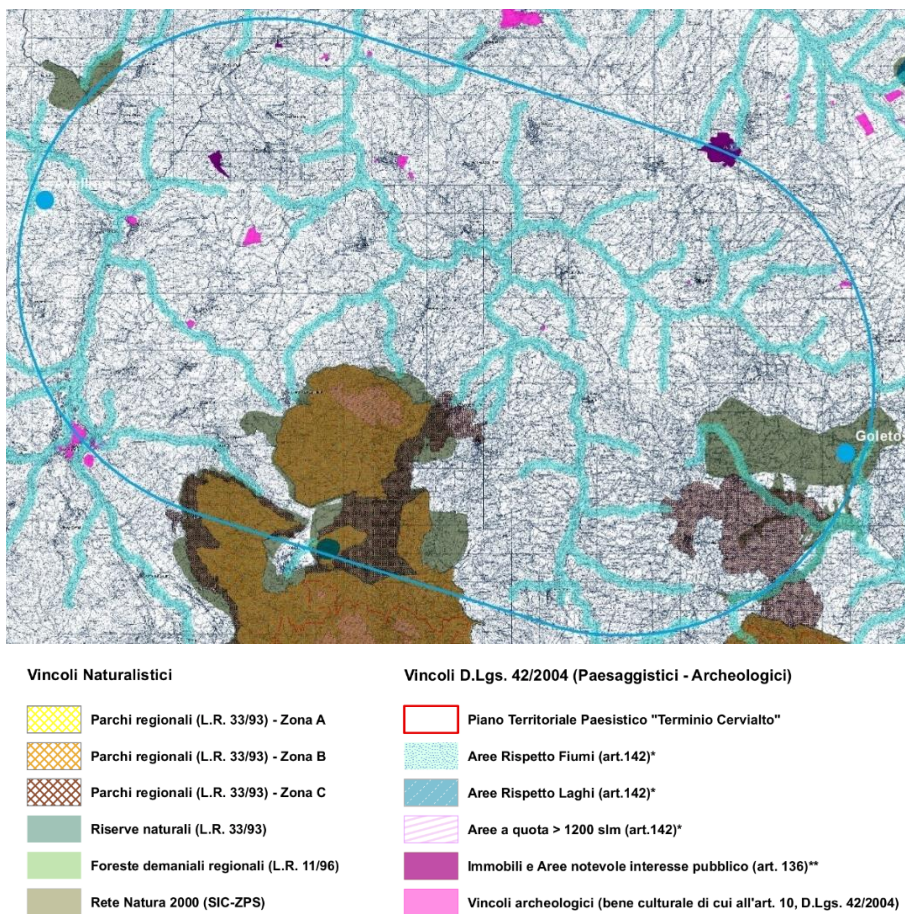 Goleto
Vincoli Naturalistici
Parchi regionali (L.R. 33/93) - Zona A
Parchi regionali (L.R. 33/93) - Zona B
Parchi regionali (L.R. 33/93) - Zona C
Riserve naturali (L.R. 33/93)
Foreste demaniali regionali (L.R. 11/96)
Rete Natura 2000 (SIC-ZPS)
Vincoli D.Lgs. 42/2004 (Paesaggistici - Archeologici)
Piano Territoriale Paesistico "Terminio Cervialto"
Aree Rispetto Fiumi (art.142)*
Aree Rispetto Laghi (art.142)*
Aree a quota > 1200 slm (art.142)*
Immobili e Aree notevole interesse pubblico (art. 136)**
Vincoli archeologici (bene culturale di cui all'art. 10, D.Lgs. 42/2004)